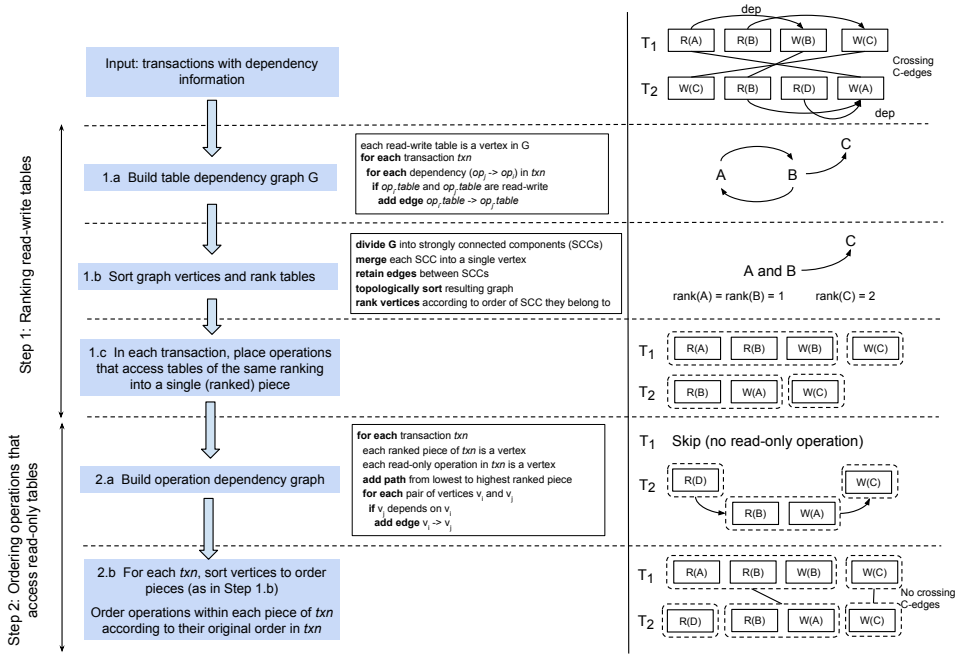 Input: transactions with dependency
information
dep
T1 R(A) R(B) W(B) W(C)
Crossing
C-edges
T2 W(C) R(B) R(D) W(A)
dep
Step 1: Ranking read-write tables
1.a Build table dependency graph G
each read-write table is a vertex in G
for each transaction txn
for each dependency (opj -> opi) in txn
if opi.table and opj.table are read-write
add edge opi.table -> opj.table
A B C
1.b Sort graph vertices and rank tables
divide G into strongly connected components (SCCs)
merge each SCC into a single vertex
retain edges between SCCs
topologically sort resulting graph
rank vertices according to order of SCC they belong to
C
A and B
rank(A) = rank(B) = 1 rank(C) = 2
1.c In each transaction, place operations
that access tables of the same ranking
into a single (ranked) piece
T1 R(A) R(B) W(B) W(C)
T2 R(B) W(A) W(C)
Step 2: Ordering operations that
access read-only tables
2.a Build operation dependency graph
for each transaction txn
each ranked piece of txn is a vertex
each read-only operation in txn is a vertex
add path from lowest to highest ranked piece
for each pair of vertices vi and vj
if vj depends on vi
add edge vi -> vj
T1 Skip (no read-only operation)
T2 R(D) W(C)
R(B) W(A)
2.b For each txn, sort vertices to order
pieces (as in Step 1.b)
Order operations within each piece of txn
according to their original order in txn
T1 R(A) R(B) W(B) W(C)
No crossing
C-edges
T2 R(D) R(B) W(A) W(C)